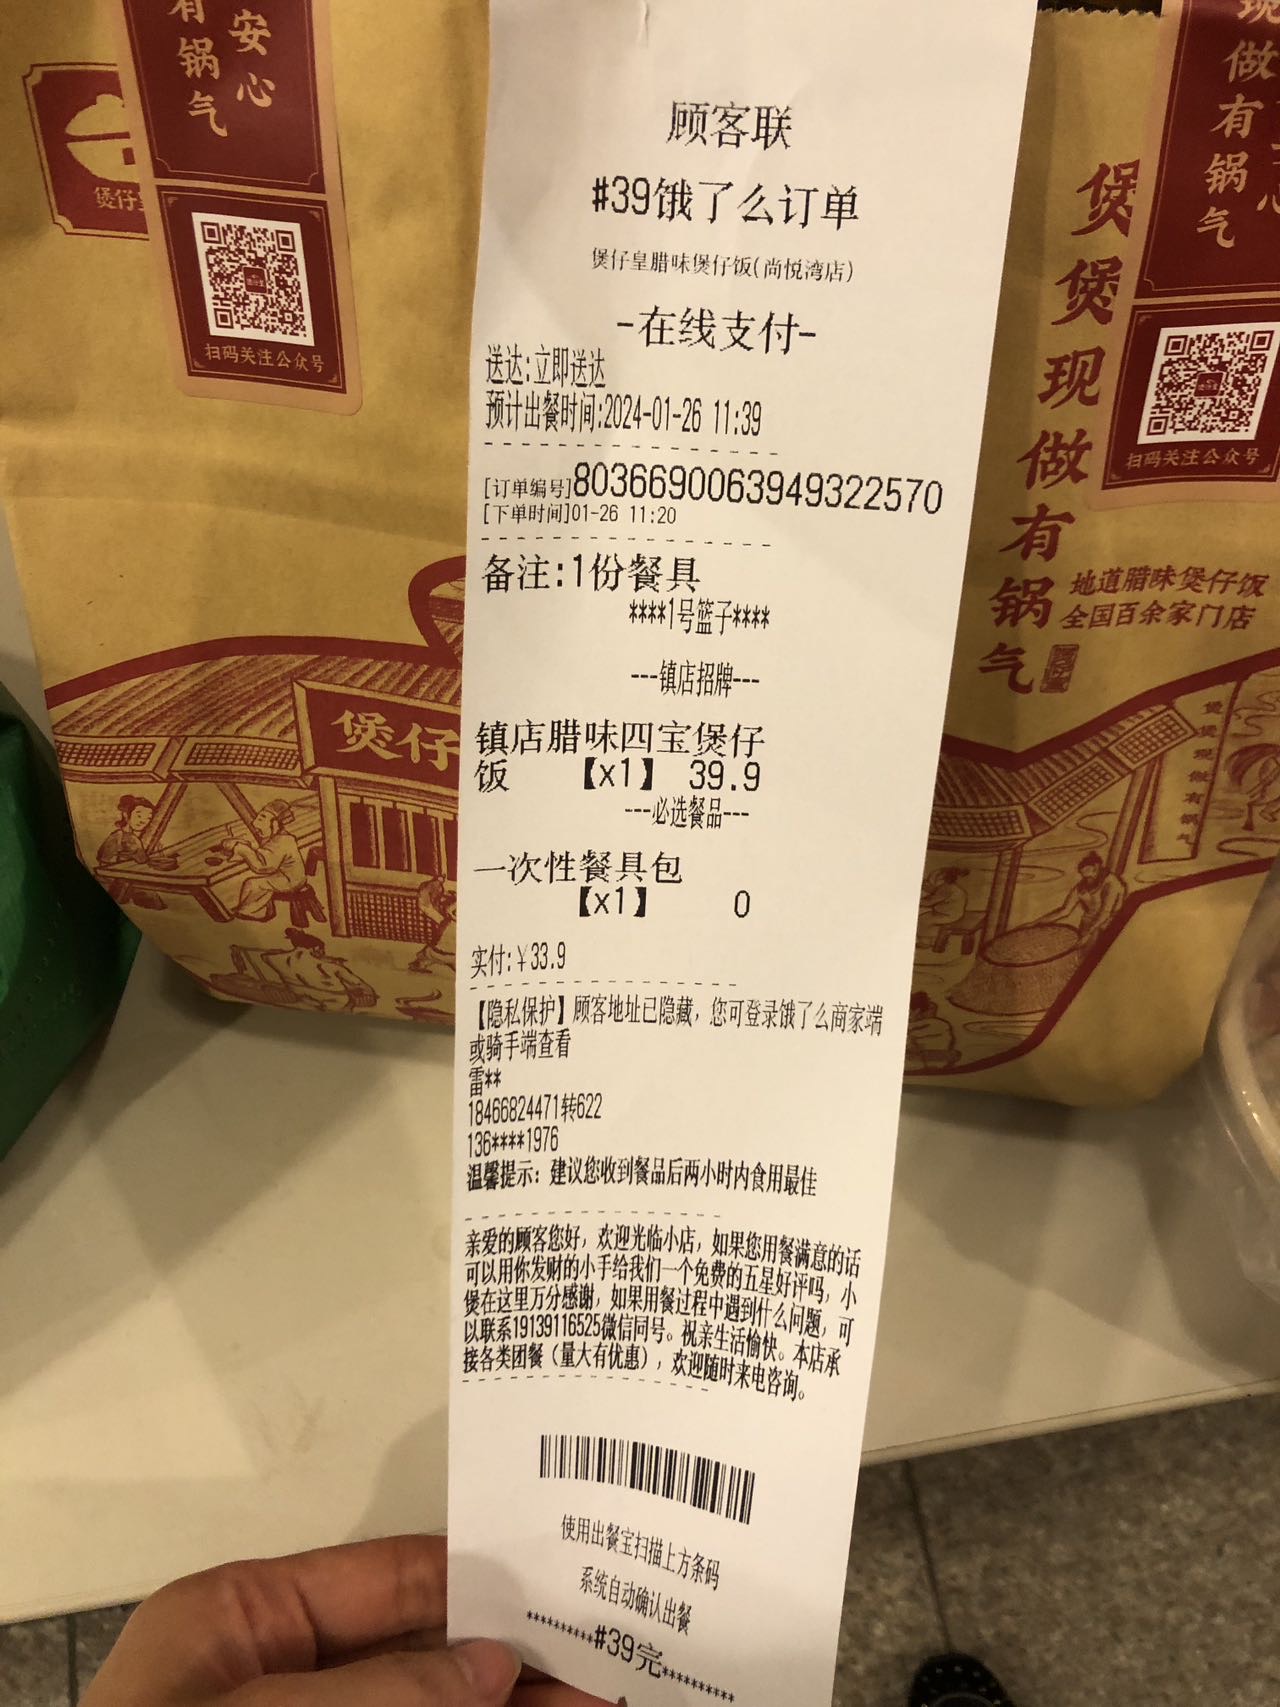 顾客联
#39饿了么订单
煲仔皇腊味煲仔饭(尚悦湾店)
-在线支付-
送达:立即送达
预计出餐时间:2024-01-26 11:39
[订单编号]8036690063949322570
[下单时间]01-26 11:20
备注:1份餐具
****1号篮子****
---镇店招牌---
镇店腊味四宝煲仔
饭 【x1】 39.9
---必选餐品---
一次性餐具包
【x1】 0
实付:¥33.9
【隐私保护】顾客地址已隐藏，您可登录饿了么商家端
或骑手端查看
雷**
18466824471转622
136****1976
温馨提示：建议您收到餐品后两小时内食用最佳
亲爱的顾客您好，欢迎光临小店，如果您用餐满意的话
可以用你发财的小手给我们一个免费的五星好评吗，小
煲在这里万分感谢，如果用餐过程中遇到什么问题，可
以联系19139116525微信同号。祝亲生活愉快。本店承
接各类团餐（量大有优惠），欢迎随时来电咨询。
使用出餐宝扫描上方条码
系统自动确认出餐
**********#39完**********
安心
有锅气
煲仔
扫码关注公众号
煲仔
煲煲现做有锅气
地道腊味煲仔饭
全国百余家门店
现做有锅气
扫码关注公众号
煲煲现做有锅气